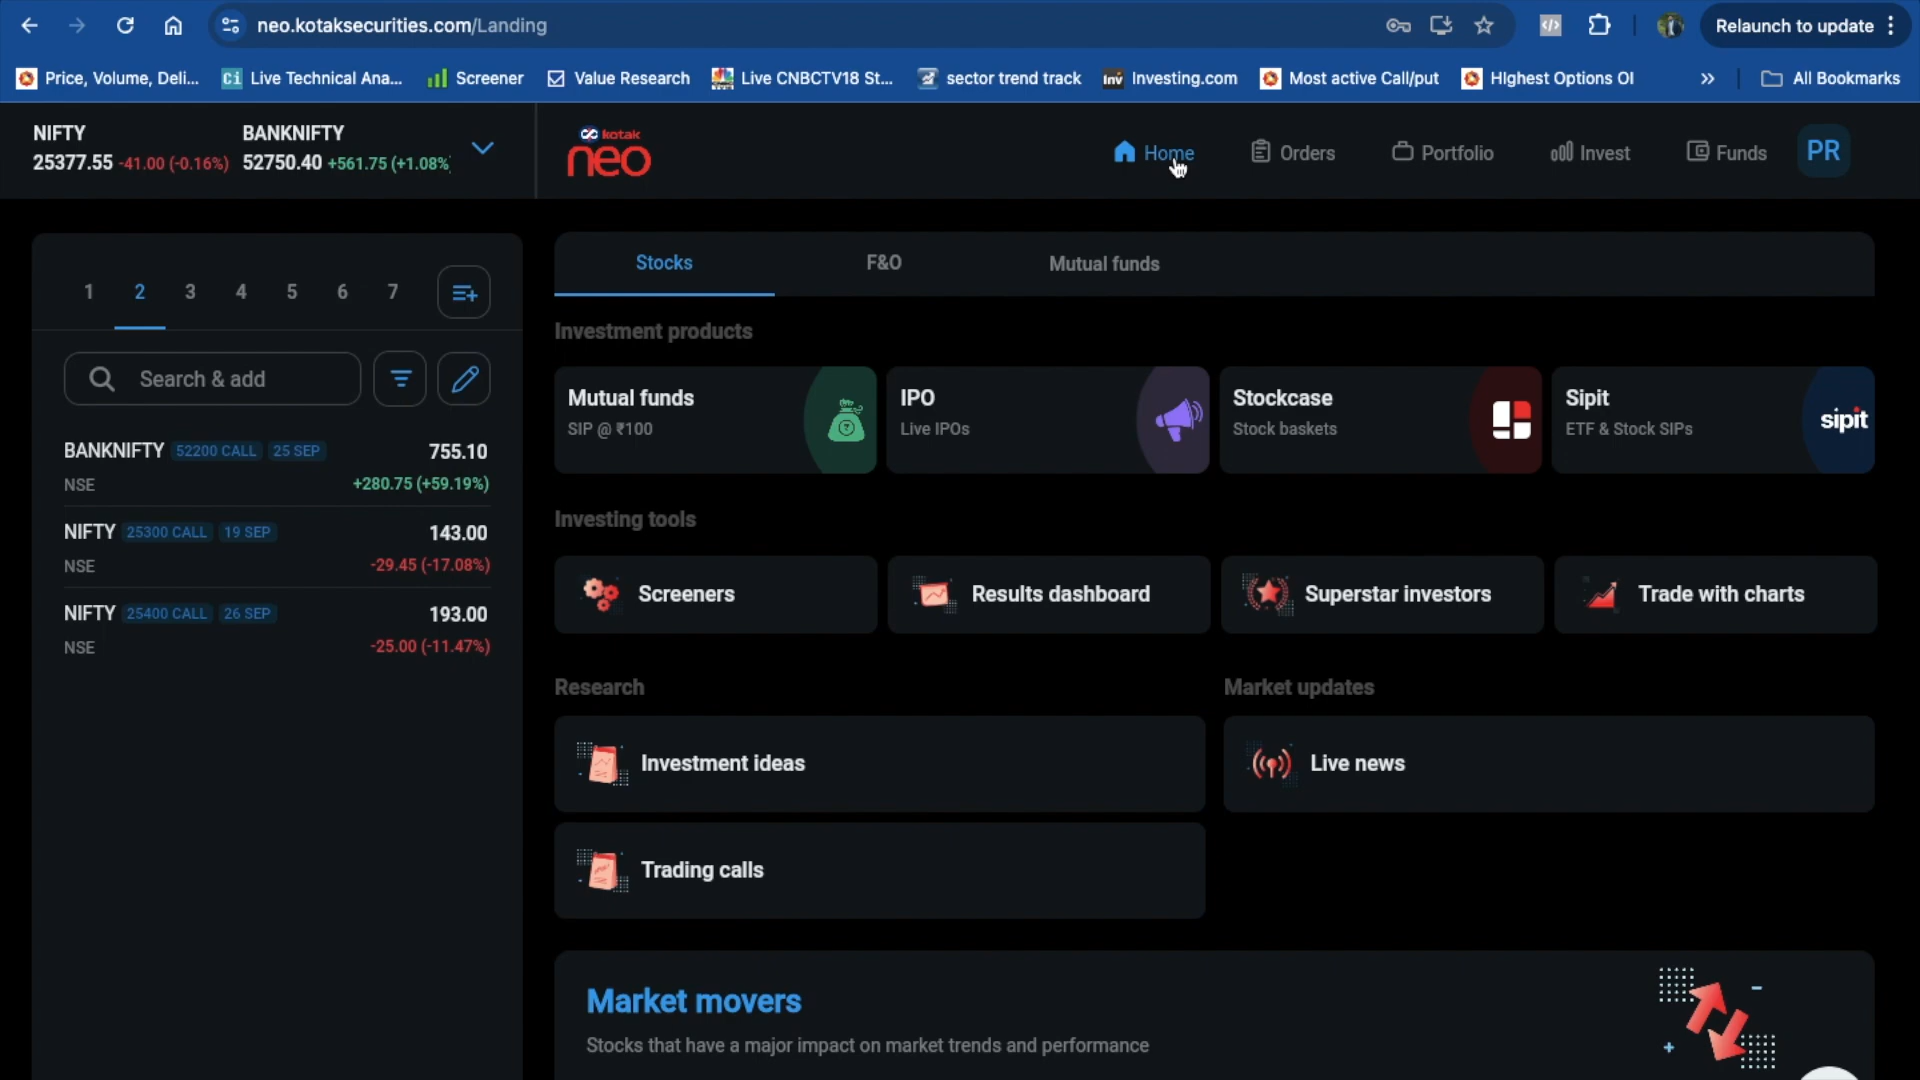 neo.kotaksecurities.com/Landing
Relaunch to update
Price, Volume, Deli...
Live Technical Ana...
Screener
Value Research
Live CNBCTV18 St...
sector trend track
Investing.com
Most active Call/put
HIghest Options OI
All Bookmarks
NIFTY
25377.55 -41.00 (-0.16%)
BANKNIFTY
52750.40 +561.75 (+1.08%
kotak
neo
Home
Orders
Portfolio
Invest
Funds
PR
1 2 3 4 5 6 7
Search & add
BANKNIFTY 52200 CALL 25 SEP 755.10
NSE +280.75 (+59.19%)
NIFTY 25300 CALL 19 SEP 143.00
NSE -29.45 (-17.08%)
NIFTY 25400 CALL 26 SEP 193.00
NSE -25.00 (-11.47%)
Stocks
F&O
Mutual funds
Investment products
Mutual funds
SIP @ ₹100
IPO
Live IPOs
Stockcase
Stock baskets
Sipit
ETF & Stock SIPs
sipit
Investing tools
Screeners
Results dashboard
Superstar investors
Trade with charts
Research
Investment ideas
Trading calls
Market updates
Live news
Market movers
Stocks that have a major impact on market trends and performance